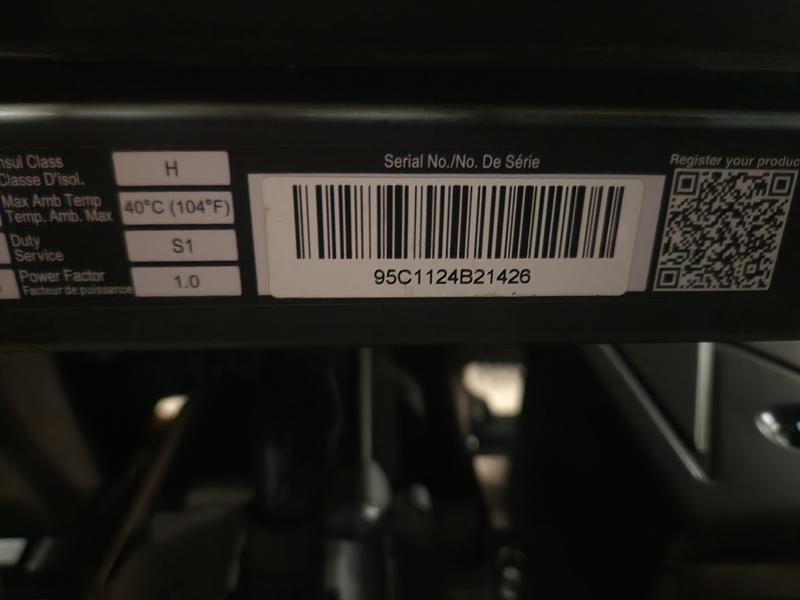 nsul Class
Classe D'isol.
H
Max Amb Temp
Temp. Amb. Max
40°C (104°F)
Duty
Service
S1
Power Factor
Facteur de puissance
1.0
Serial No./No. De Série
95C1124B21426
Register your produc